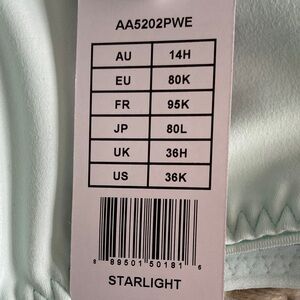 AA5202PWE
AU 14H
EU 80K
FR 95K
JP 80L
UK 36H
US 36K
8 89501 50181 6
STARLIGHT